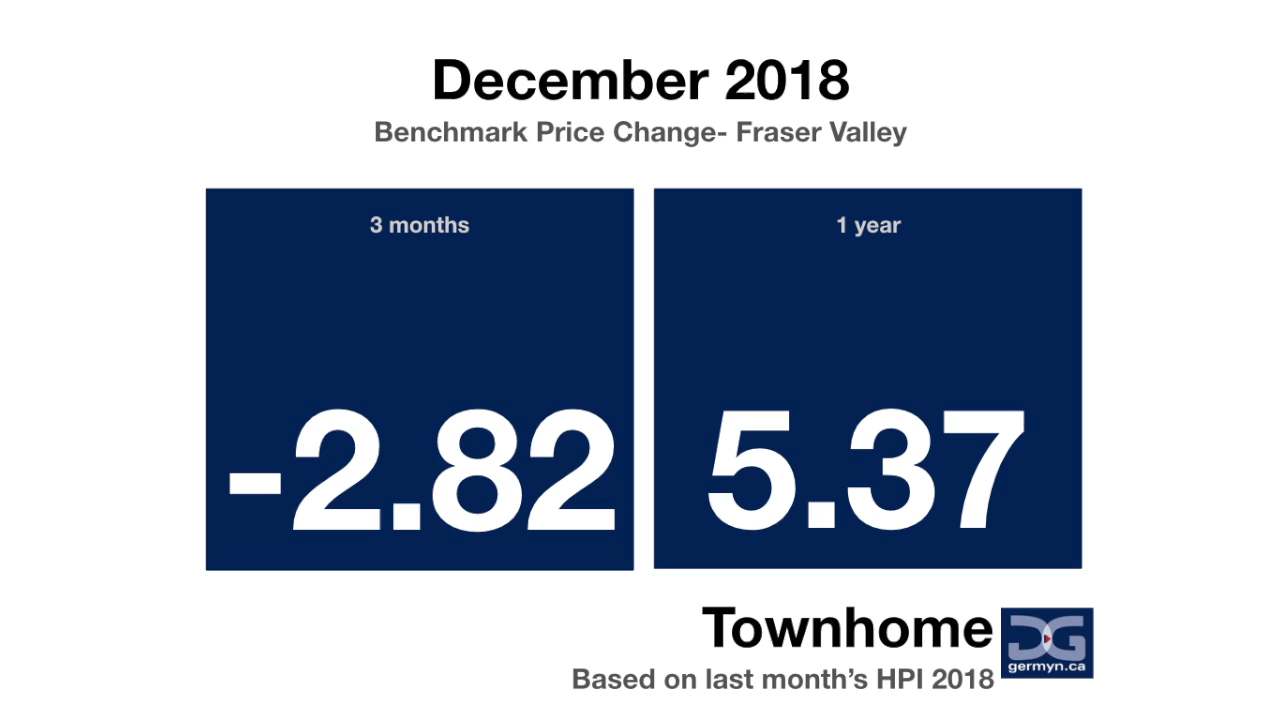 December 2018
Benchmark Price Change- Fraser Valley
3 months
1 year
-2.82
5.37
Townhome
germyn.ca
Based on last month’s HPI 2018